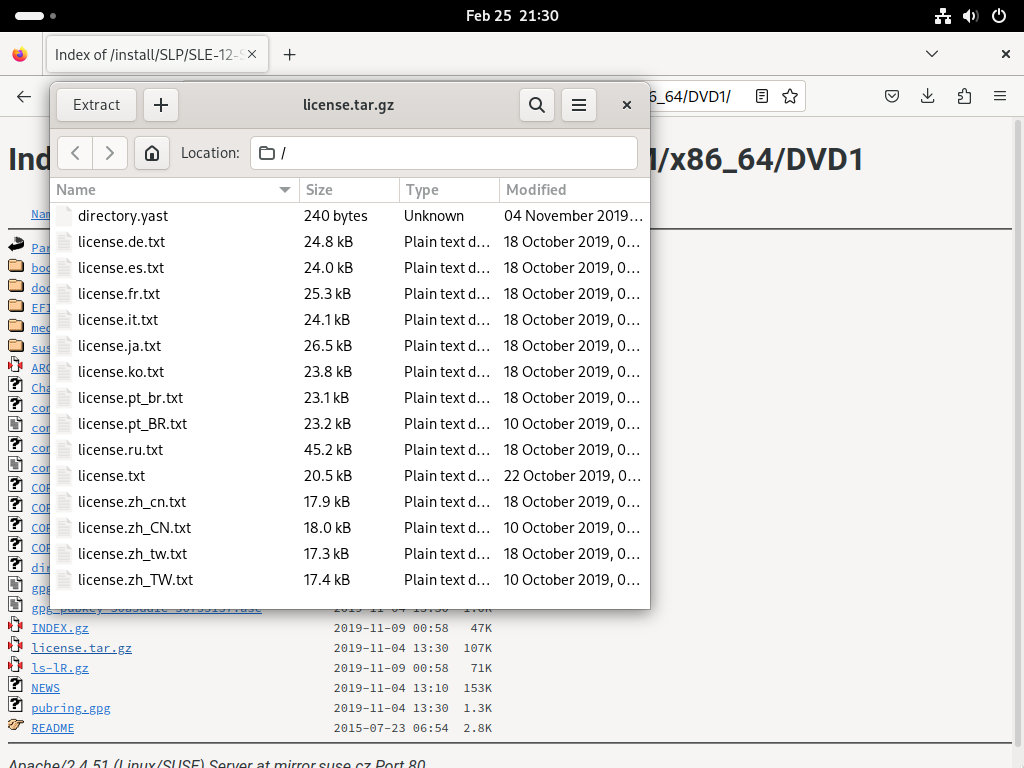 Feb 25 21:30
Index of /install/SLP/SLE-12-S
6_64/DVD1/
Extract
license.tar.gz
Location:
/
Name Size Type Modified
directory.yast 240 bytes Unknown 04 November 2019…
license.de.txt 24.8 kB Plain text d… 18 October 2019, 0…
license.es.txt 24.0 kB Plain text d… 18 October 2019, 0…
license.fr.txt 25.3 kB Plain text d… 18 October 2019, 0…
license.it.txt 24.1 kB Plain text d… 18 October 2019, 0…
license.ja.txt 26.5 kB Plain text d… 18 October 2019, 0…
license.ko.txt 23.8 kB Plain text d… 18 October 2019, 0…
license.pt_br.txt 23.1 kB Plain text d… 18 October 2019, 0…
license.pt_BR.txt 23.2 kB Plain text d… 10 October 2019, 0…
license.ru.txt 45.2 kB Plain text d… 18 October 2019, 0…
license.txt 20.5 kB Plain text d… 22 October 2019, 0…
license.zh_cn.txt 17.9 kB Plain text d… 18 October 2019, 0…
license.zh_CN.txt 18.0 kB Plain text d… 10 October 2019, 0…
license.zh_tw.txt 17.3 kB Plain text d… 18 October 2019, 0…
license.zh_TW.txt 17.4 kB Plain text d… 10 October 2019, 0…
Ind
/x86_64/DVD1
Nam
Par
boo
doc
EFI
med
sus
ARC
Cha
con
con
con
con
COP
COP
COP
COP
dir
gpg
INDEX.gz 2019-11-09 00:58 47K
license.tar.gz 2019-11-04 13:30 107K
ls-lR.gz 2019-11-09 00:58 71K
NEWS 2019-11-04 13:10 153K
pubring.gpg 2019-11-04 13:30 1.3K
README 2015-07-23 06:54 2.8K
Apache/2.4.51 (Linux/SUSE) Server at mirror.suse.cz Port 80